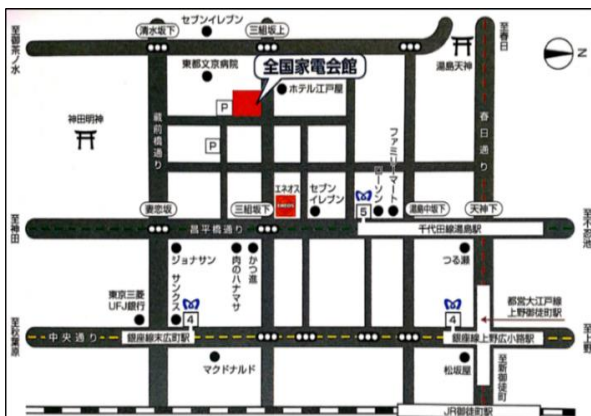 セブンイレブン
清水坂下
三組坂上
至御茶ノ水
至春日
湯島天神
N
東都文京病院
全国家電会館
ホテル江戸屋
P
神田明神
蔵前橋通り
P
ファミリーマート
ローソン
春日通り
エネオス
ENEOS
セブン
イレブン
5
妻恋坂
三組坂下
湯島中坂下
天神下
至神田
昌平橋通り
千代田線湯島駅
至不忍池
ジョナサン
サンクス
肉のハナマサ
かつ進
つる瀬
東京三菱
UFJ銀行
4
4
都営大江戸線
上野御徒町駅
至秋葉原
中央通り
銀座線末広町駅
銀座線上野広小路駅
至上野
マクドナルド
松坂屋
至新御徒町
JR御徒町駅